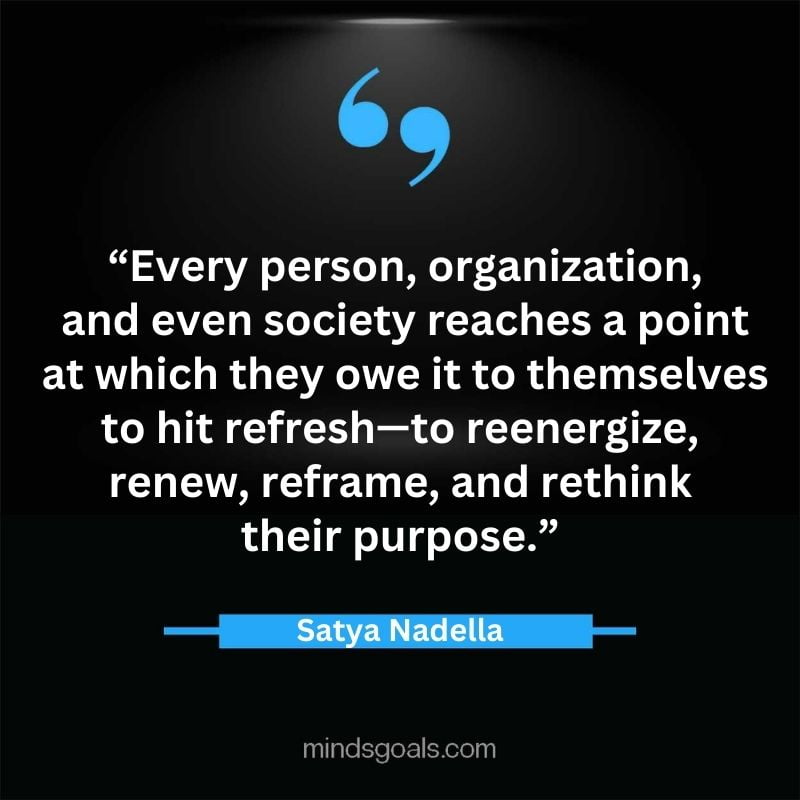 “Every person, organization,
and even society reaches a point
at which they owe it to themselves
to hit refresh—to reenergize,
renew, reframe, and rethink
their purpose.”
Satya Nadella
mindsgoals.com